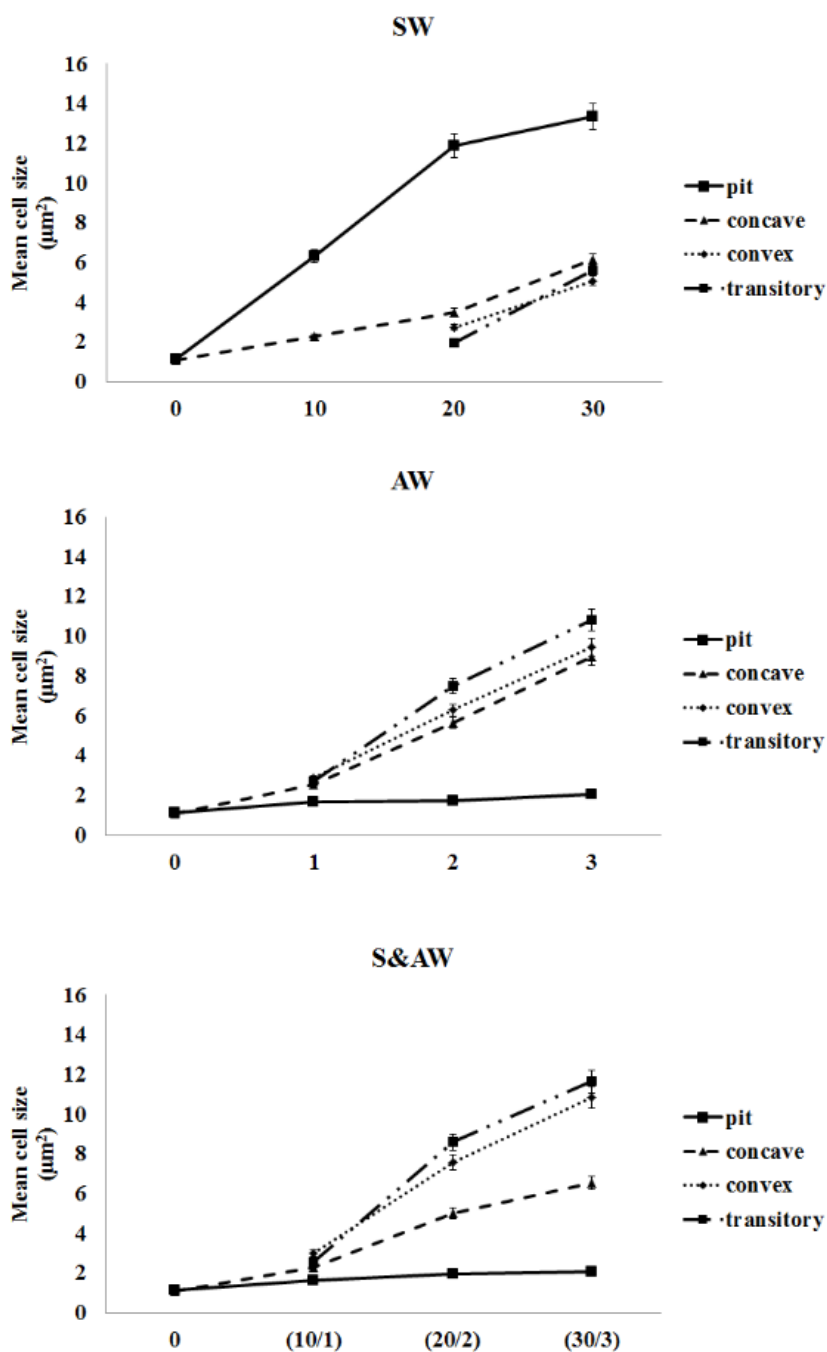 SW
Mean cell size
(µm²)
16
14
12
10
8
6
4
2
0
0 10 20 30
pit
concave
convex
transitory
AW
Mean cell size
(µm²)
16
14
12
10
8
6
4
2
0
0 1 2 3
pit
concave
convex
transitory
S&AW
Mean cell size
(µm²)
16
14
12
10
8
6
4
2
0
0 (10/1) (20/2) (30/3)
pit
concave
convex
transitory